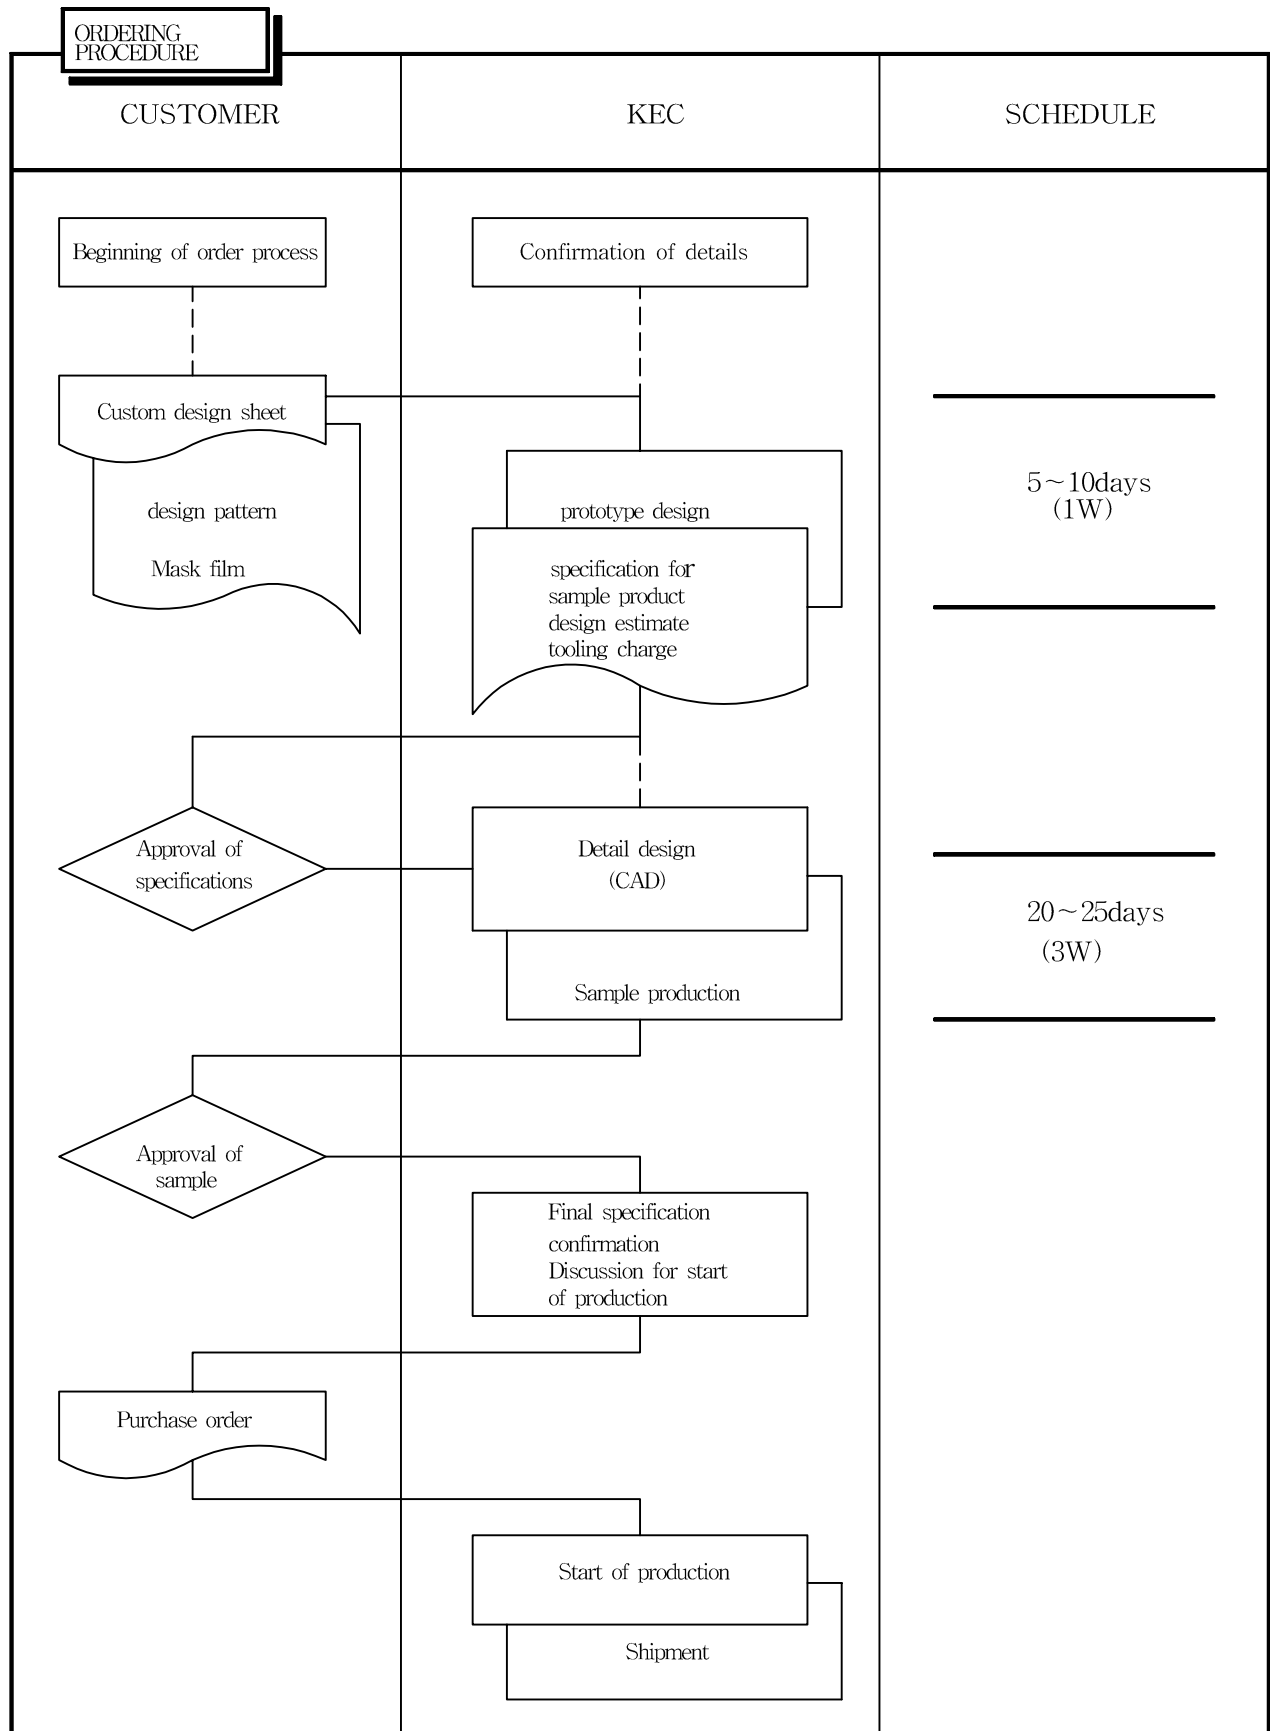 ORDERING
PROCEDURE
CUSTOMER
KEC
SCHEDULE
Beginning of order process
Confirmation of details
Custom design sheet
design pattern
Mask film
prototype design
specification for
sample product
design estimate
tooling charge
5~10days
(1W)
Approval of
specifications
Detail design
(CAD)
Sample production
20~25days
(3W)
Approval of
sample
Final specification
confirmation
Discussion for start
of production
Purchase order
Start of production
Shipment